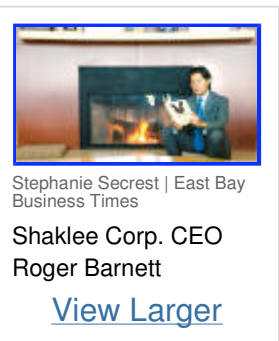 Stephanie Secrest | East Bay
Business Times
Shaklee Corp. CEO
Roger Barnett
View Larger